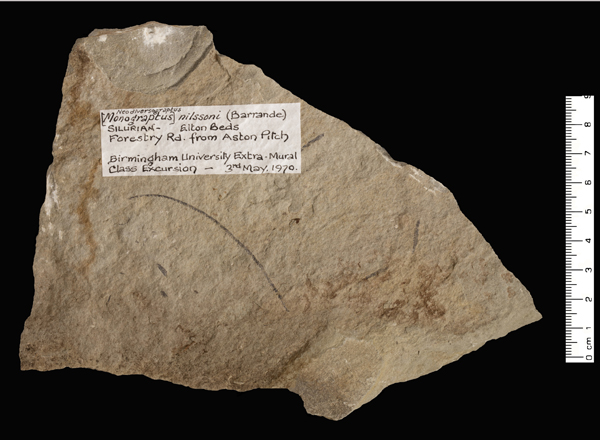 Neodiversograptus
[Monograptus] nilssoni (Barrande)
SILURIAN - Elton Beds
Forestry Rd. from Aston Pitch
Birmingham University Extra-Mural
Class Excursion - 3rd May, 1970.
0 cm 1 2 3 4 5 6 7 8 9